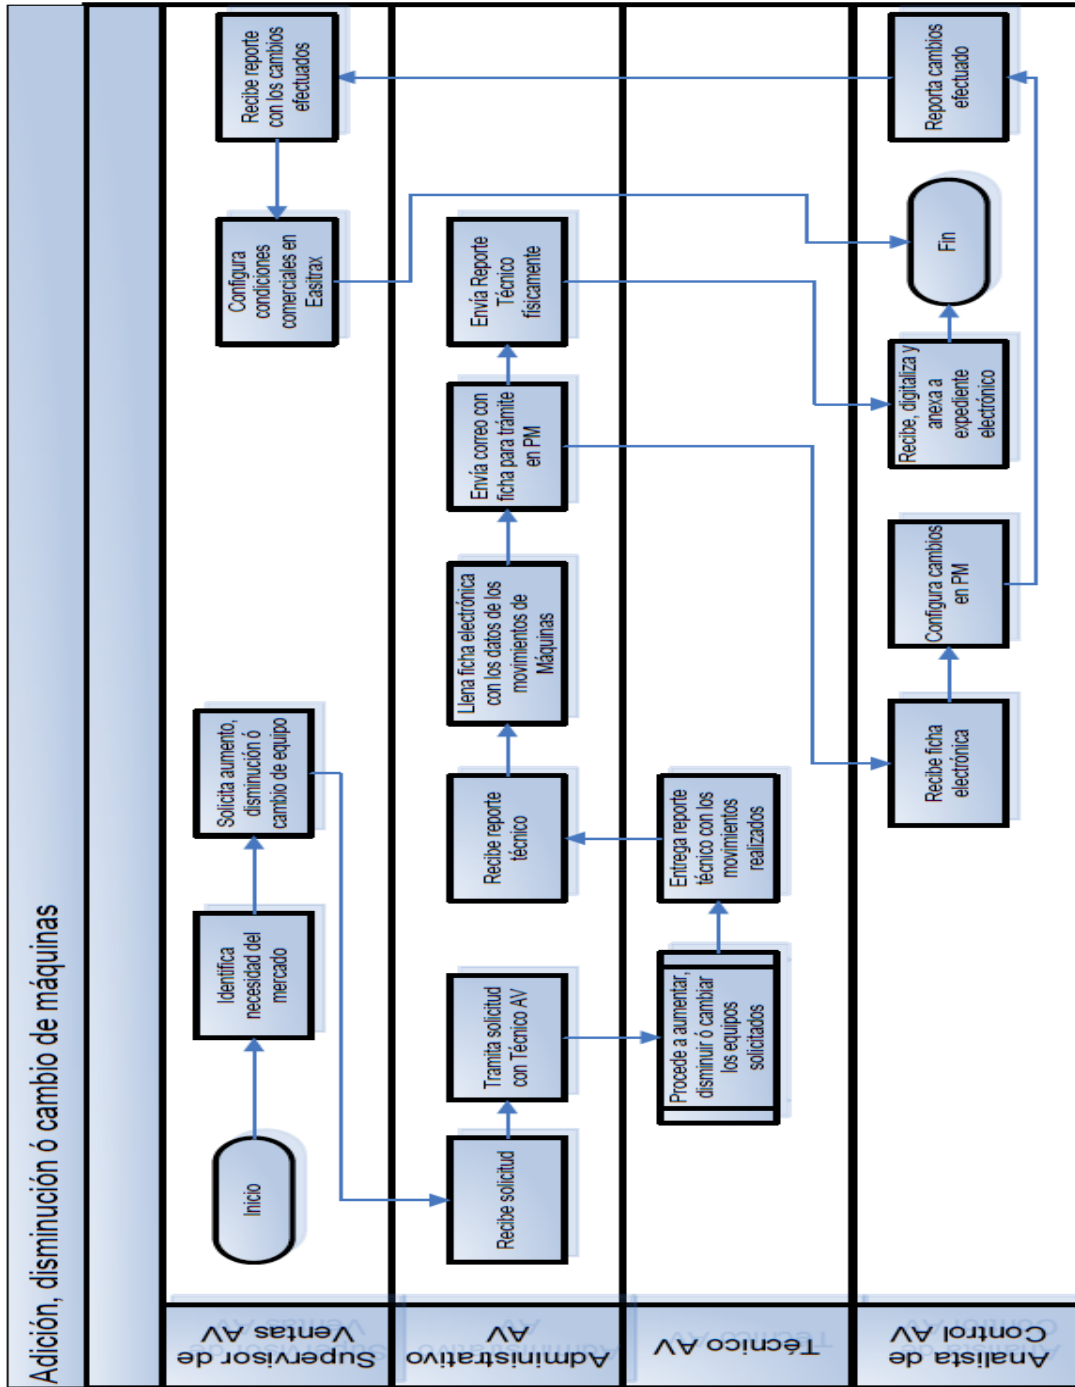 Adición, disminución ó cambio de máquinas
Supervisor de
Ventas AV
Inicio
Identifica
necesidad del
mercado
Solicita aumento,
disminución ó
cambio de equipo
Configura
condiciones
comerciales en
Easitrax
Recibe reporte
con los cambios
efectuados
Administrativo
AV
Recibe solicitud
Tramita solicitud
con Técnico AV
Recibe reporte
técnico
Llena ficha electrónica
con los datos de los
movimientos de
Máquinas
Envía correo con
ficha para trámite
en PM
Envía Reporte
Técnico
físicamente
Técnico AV
Procede a aumentar,
disminuir ó cambiar
los equipos
solicitados
Entrega reporte
técnico con los
movimientos
realizados
Analista de
Control AV
Recibe ficha
electrónica
Configura cambios
en PM
Recibe, digitaliza y
anexa a
expediente
electrónico
Fin
Reporta cambios
efectuado